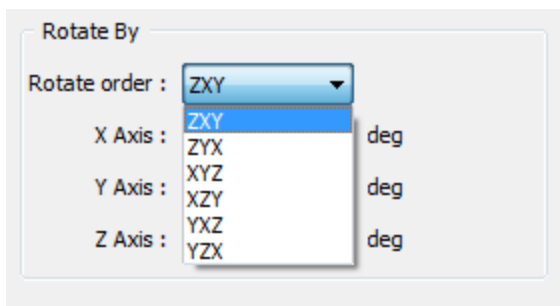 Rotate By
Rotate order : ZXY
ZXY
X Axis : ZYX deg
XYZ
Y Axis : XZY deg
YXZ
Z Axis : YZX deg